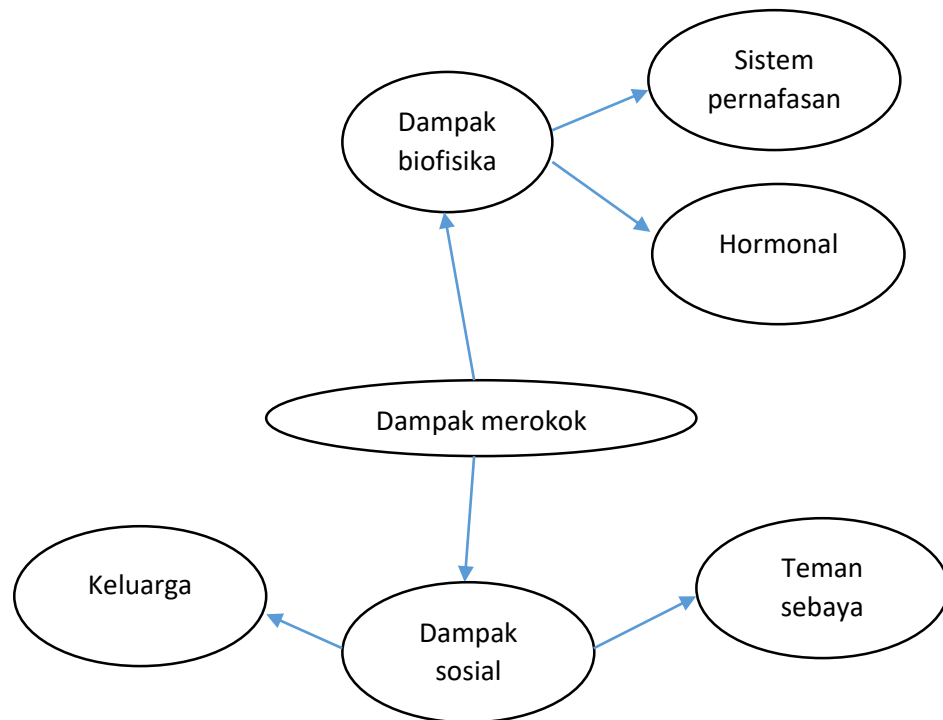 Sistem
pernafasan
Dampak
biofisika
Hormonal
Dampak merokok
Keluarga
Teman
sebaya
Dampak
sosial